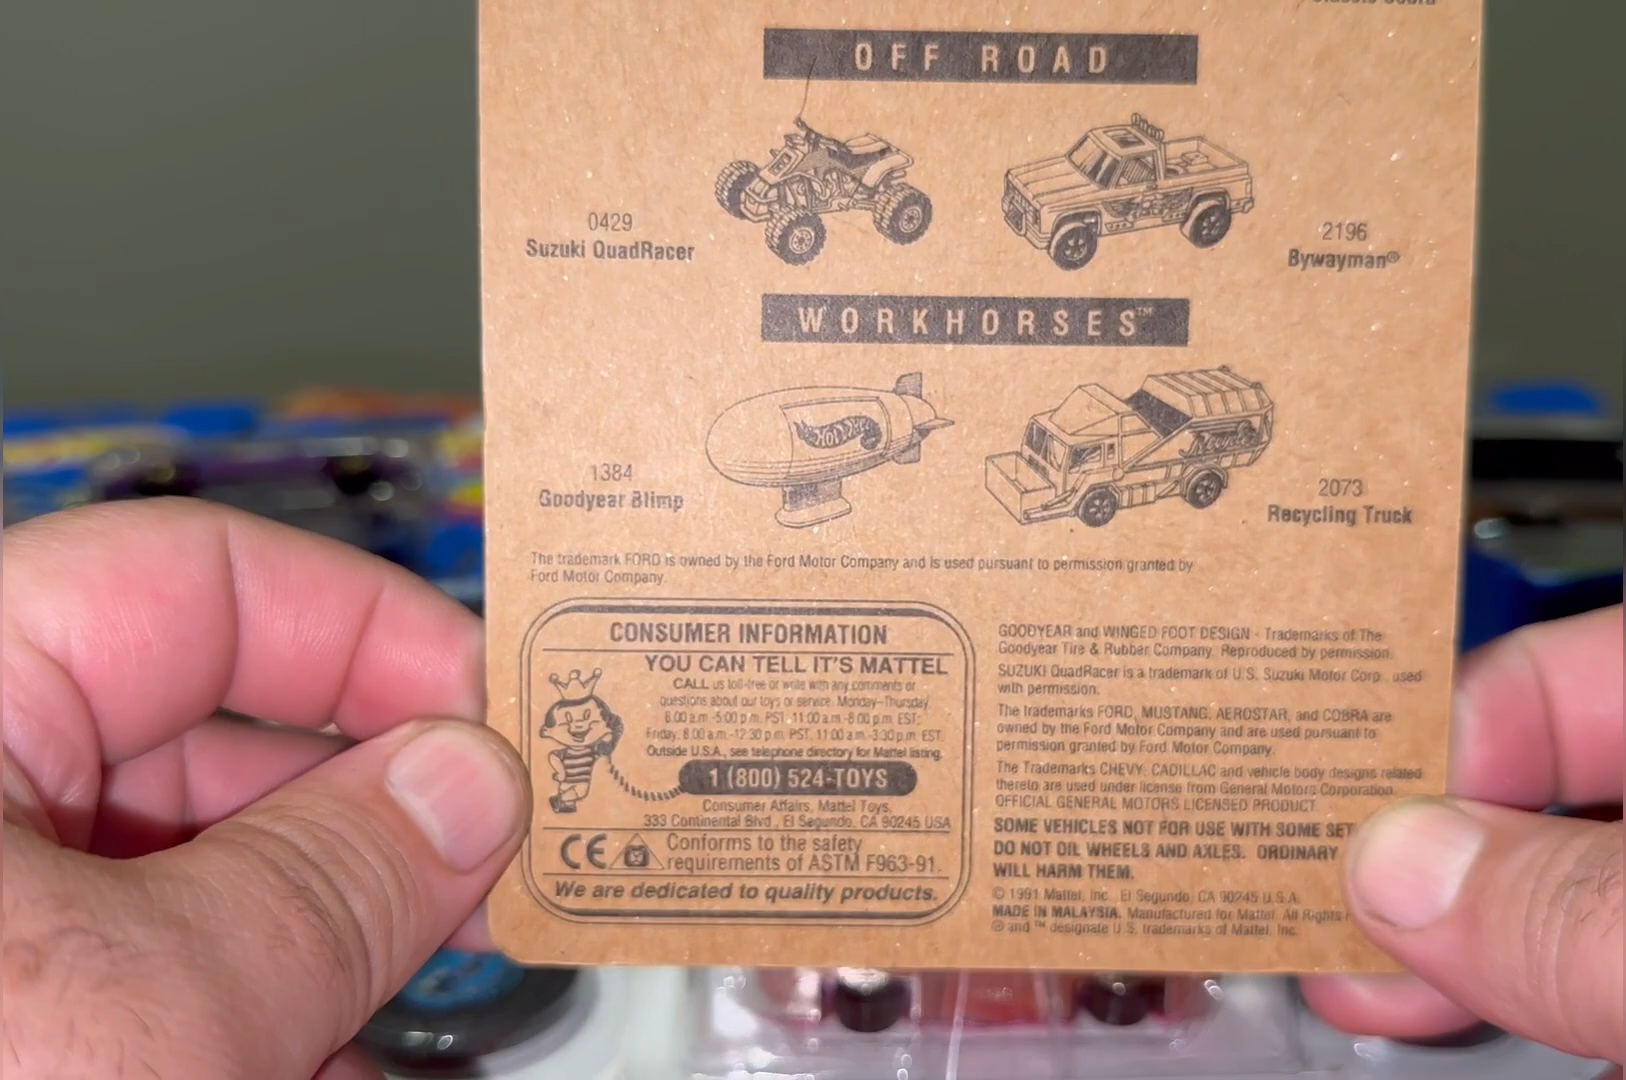 Classic Cobra
OFF ROAD
0429
Suzuki QuadRacer
2196
Bywayman®
WORKHORSES™
HOT WHEELS
1384
Goodyear Blimp
2073
Recycling Truck
The trademark FORD is owned by the Ford Motor Company and is used pursuant to permission granted by
Ford Motor Company.
CONSUMER INFORMATION
YOU CAN TELL IT'S MATTEL
CALL us toll-free or write with any comments or
questions about our toys or service. Monday–Thursday,
8:00 a.m.-5:00 p.m. PST, 11:00 a.m.-8:00 p.m. EST;
Friday, 8:00 a.m.-12:30 p.m. PST, 11:00 a.m.-3:30 p.m. EST.
Outside U.S.A., see telephone directory for Mattel listing.
1 (800) 524-TOYS
Consumer Affairs, Mattel Toys,
333 Continental Blvd., El Segundo, CA 90245 USA
CE Conforms to the safety
requirements of ASTM F963-91.
We are dedicated to quality products.
GOODYEAR and WINGED FOOT DESIGN - Trademarks of The
Goodyear Tire & Rubber Company. Reproduced by permission.
SUZUKI QuadRacer is a trademark of U.S. Suzuki Motor Corp., used
with permission.
The trademarks FORD, MUSTANG, AEROSTAR, and COBRA are
owned by the Ford Motor Company and are used pursuant to
permission granted by Ford Motor Company.
The Trademarks CHEVY, CADILLAC and vehicle body designs related
thereto are used under license from General Motors Corporation.
OFFICIAL GENERAL MOTORS LICENSED PRODUCT.
SOME VEHICLES NOT FOR USE WITH SOME SET
DO NOT OIL WHEELS AND AXLES. ORDINARY
WILL HARM THEM.
© 1991 Mattel, Inc., El Segundo, CA 90245 U.S.A.
MADE IN MALAYSIA. Manufactured for Mattel. All Rights
® and ™ designate U.S. trademarks of Mattel, Inc.